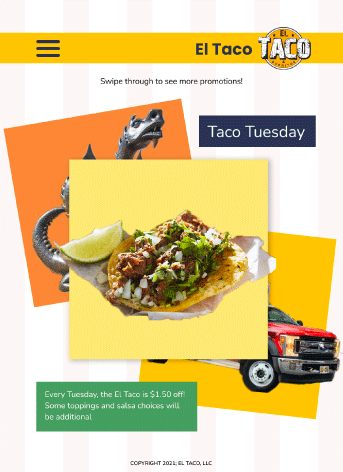 El Taco
EL
TACO
Swipe through to see more promotions!
Taco Tuesday
Every Tuesday, the El Taco is $1.50 off!
Some toppings and salsa choices will
be additional
COPYRIGHT 2021; EL TACO, LLC